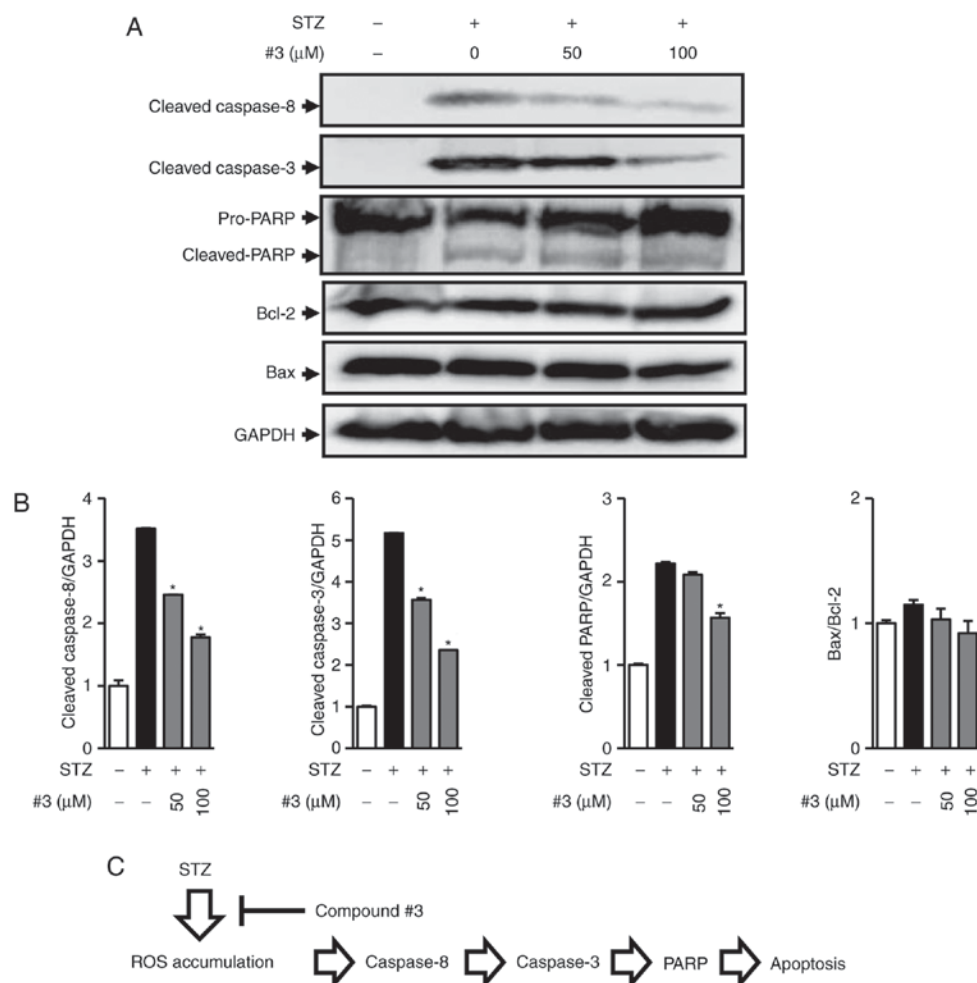 A
STZ – + + +
#3 (μM) – 0 50 100
Cleaved caspase-8
Cleaved caspase-3
Pro-PARP
Cleaved-PARP
Bcl-2
Bax
GAPDH
B
Cleaved caspase-8/GAPDH
4
3
2
1
0
STZ – + + +
#3 (μM) – – 50 100
* *
Cleaved caspase-3/GAPDH
6
5
4
3
2
1
0
STZ – + + +
#3 (μM) – – 50 100
* *
Cleaved PARP/GAPDH
3
2
1
0
STZ – + + +
#3 (μM) – – 50 100
*
Bax/Bcl-2
2
1
0
STZ – + + +
#3 (μM) – – 50 100
C
STZ
Compound #3
ROS accumulation Caspase-8 Caspase-3 PARP Apoptosis